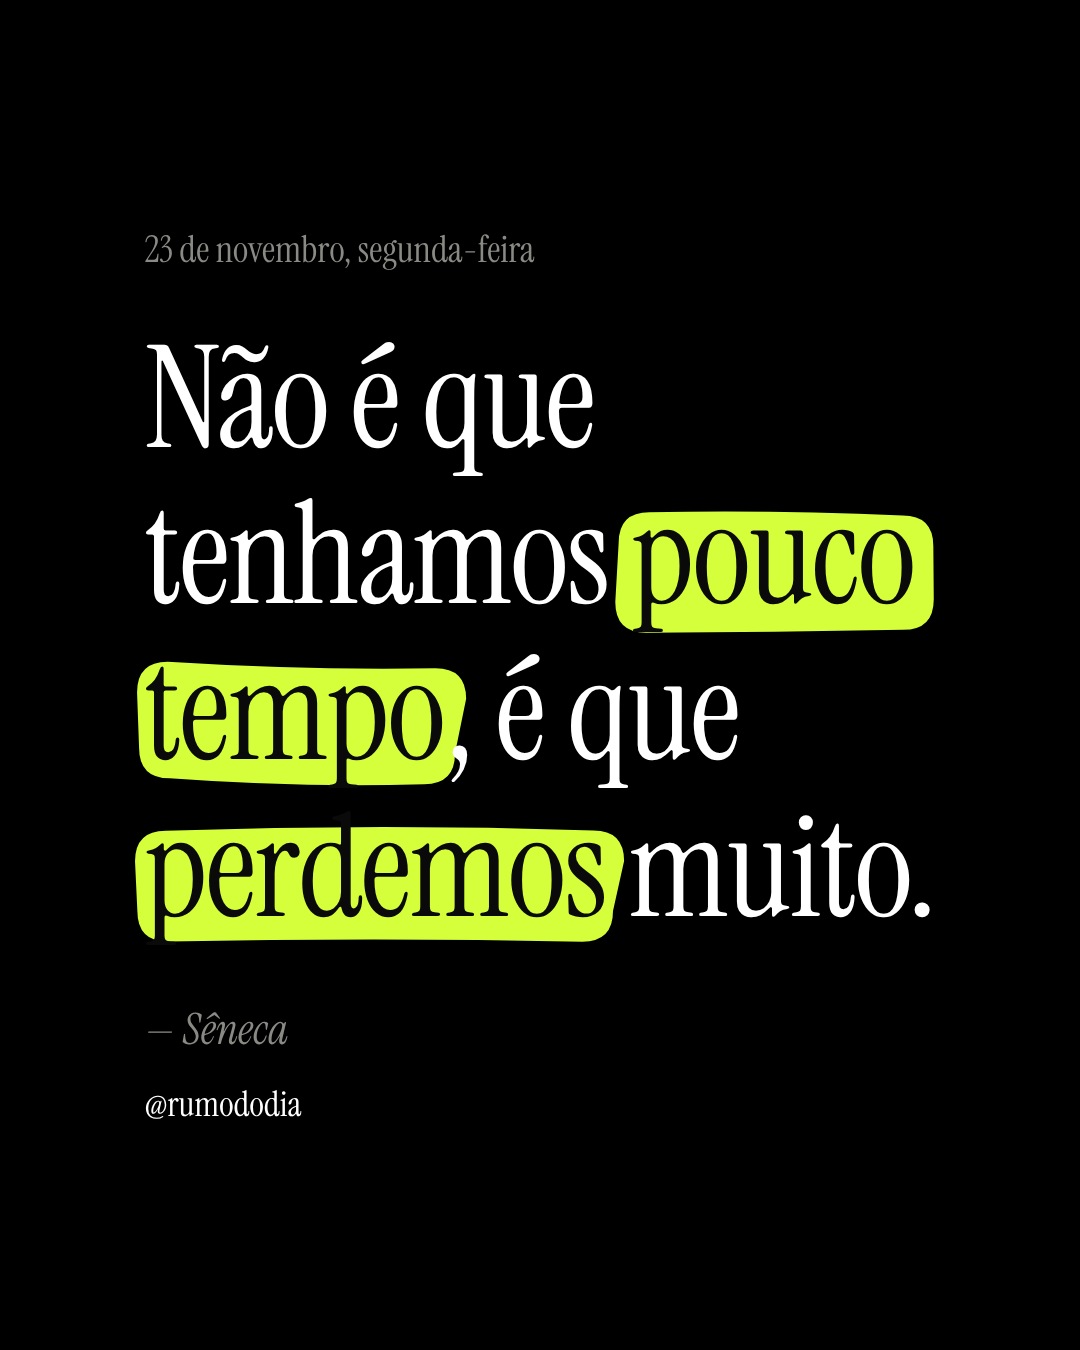 23 de novembro, segunda-feira
Não é que
tenhamos pouco
tempo, é que
perdemos muito.
— Sêneca
@rumododia